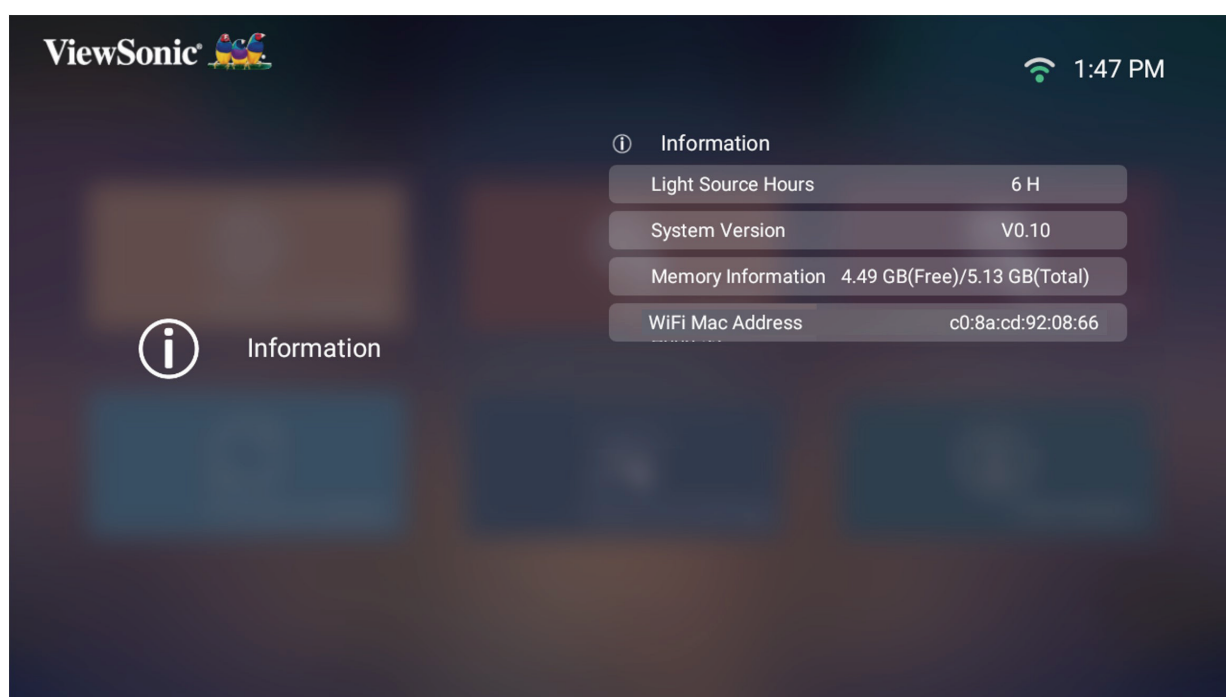 ViewSonic®
1:47 PM
Information
Light Source Hours 6 H
System Version V0.10
Memory Information 4.49 GB(Free)/5.13 GB(Total)
WiFi Mac Address c0:8a:cd:92:08:66
Information